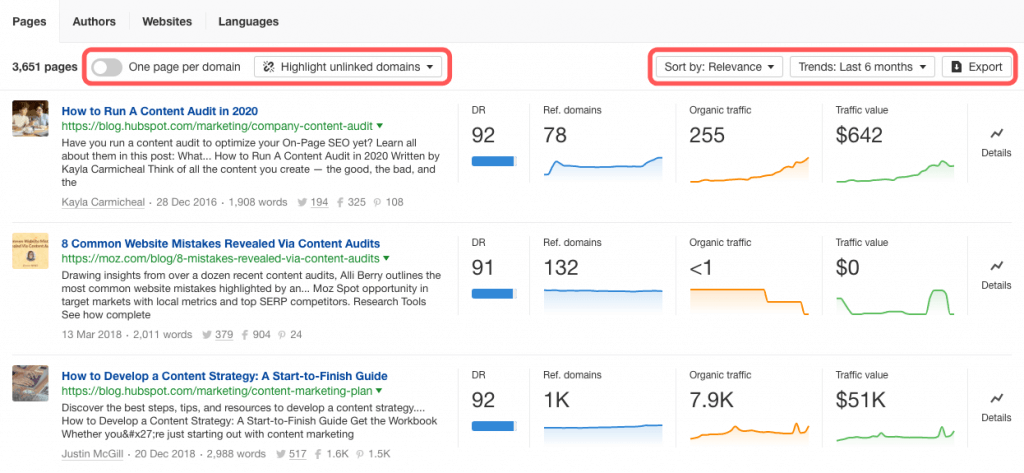 Pages Authors Websites Languages
3,651 pages One page per domain Highlight unlinked domains Sort by: Relevance Trends: Last 6 months Export
How to Run A Content Audit in 2020
https://blog.hubspot.com/marketing/company-content-audit
Have you run a content audit to optimize your On-Page SEO yet? Learn all
about them in this post: What... How to Run A Content Audit in 2020 Written by
Kayla Carmicheal Think of all the content you create — the good, the bad, and
the
Kayla Carmicheal · 28 Dec 2016 · 1,908 words 194 325 108
DR Ref. domains Organic traffic Traffic value
92 78 255 $642
Details
8 Common Website Mistakes Revealed Via Content Audits
https://moz.com/blog/8-mistakes-revealed-via-content-audits
Drawing insights from over a dozen recent content audits, Alli Berry outlines the
most common website mistakes highlighted by an... Moz Spot opportunity in
target markets with local metrics and top SERP competitors. Research Tools
See how complete
13 Mar 2018 · 2,011 words 379 904 24
DR Ref. domains Organic traffic Traffic value
91 132 <1 $0
Details
How to Develop a Content Strategy: A Start-to-Finish Guide
https://blog.hubspot.com/marketing/content-marketing-plan
Discover the best steps, tips, and resources to develop a content strategy....
How to Develop a Content Strategy: A Start-to-Finish Guide Get the Workbook
Whether you&#x27;re just starting out with content marketing
Justin McGill · 20 Dec 2018 · 2,988 words 517 1.6K 1.5K
DR Ref. domains Organic traffic Traffic value
92 1K 7.9K $51K
Details